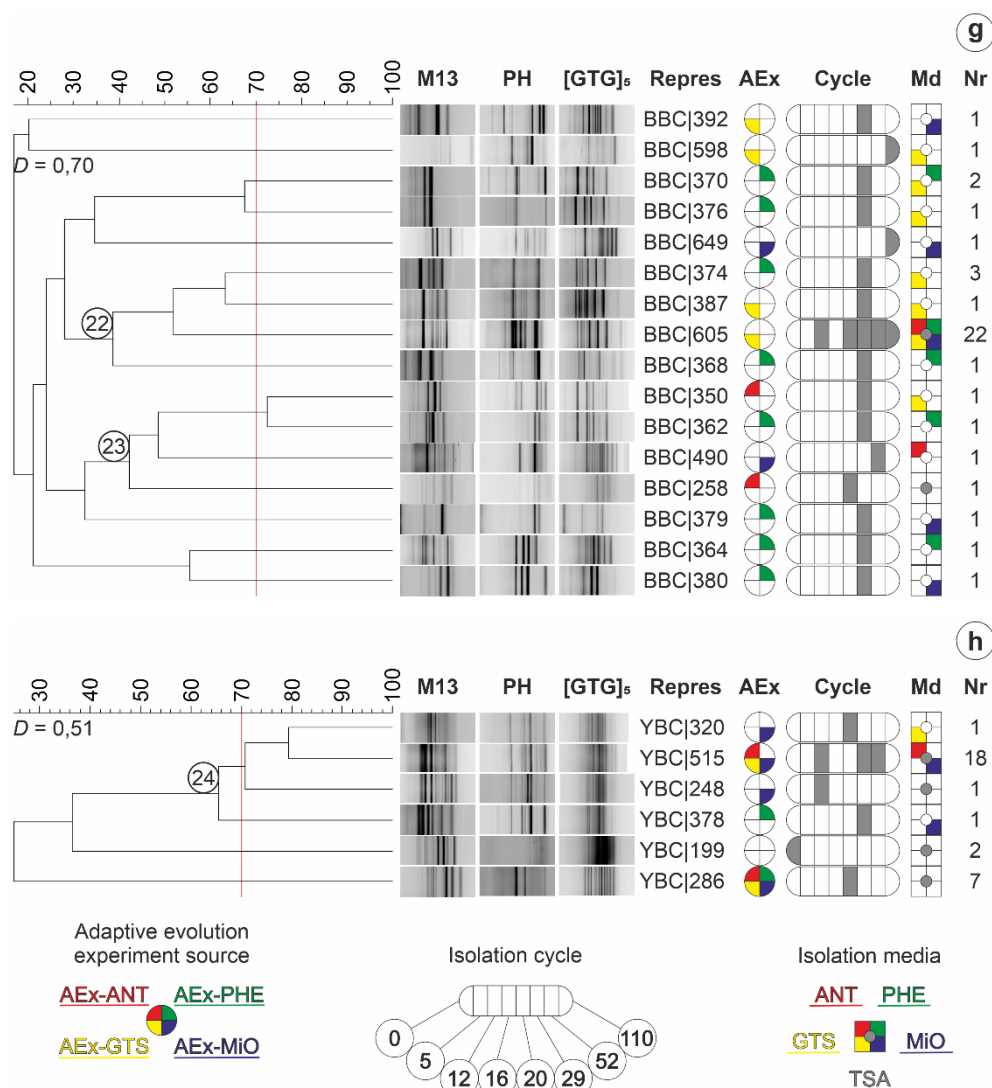 g
M13 PH [GTG]₅ Repres AEx Cycle Md Nr
20 30 40 50 60 70 80 90 100
BBC|392 1
D = 0,70
BBC|598 1
BBC|370 2
BBC|376 1
BBC|649 1
BBC|374 3
BBC|387 1
22
BBC|605 22
BBC|368 1
BBC|350 1
BBC|362 1
23
BBC|490 1
BBC|258 1
BBC|379 1
BBC|364 1
BBC|380 1
h
M13 PH [GTG]₅ Repres AEx Cycle Md Nr
30 40 50 60 70 80 90 100
D = 0,51
YBC|320 1
YBC|515 18
24
YBC|248 1
YBC|378 1
YBC|199 2
YBC|286 7
Adaptive evolution
experiment source
AEx-ANT AEx-PHE
AEx-GTS AEx-MiO
Isolation cycle
0 5 12 16 20 29 52 110
Isolation media
ANT PHE
GTS MiO
TSA